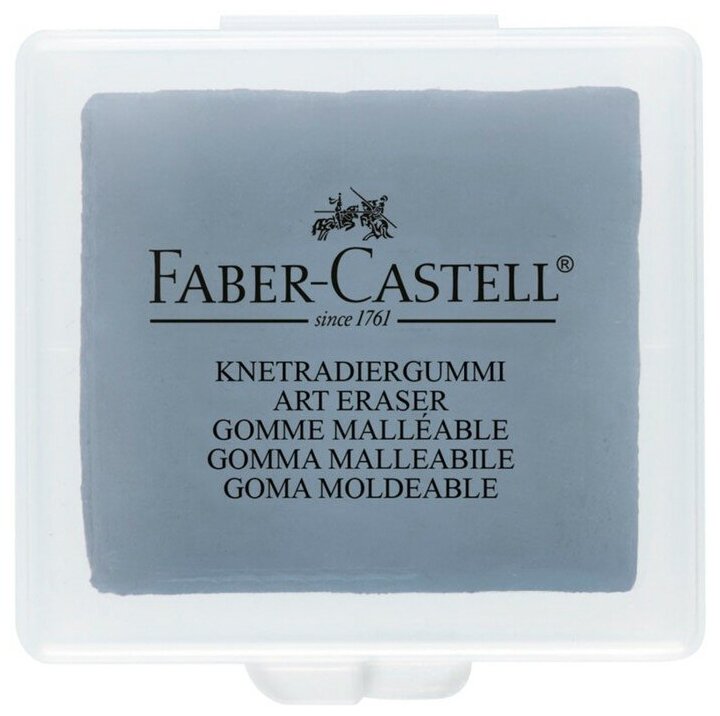 FABER-CASTELL®
since 1761
KNETRADIERGUMMI
ART ERASER
GOMME MALLÉABLE
GOMMA MALLEABILE
GOMA MOLDEABLE